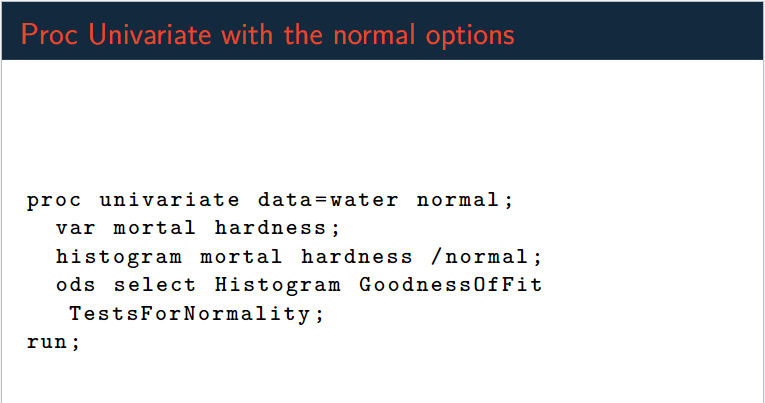 Proc Univariate with the normal options
proc univariate data=water normal;
var mortal hardness;
histogram mortal hardness /normal;
ods select Histogram GoodnessOfFit
TestsForNormality;
run;